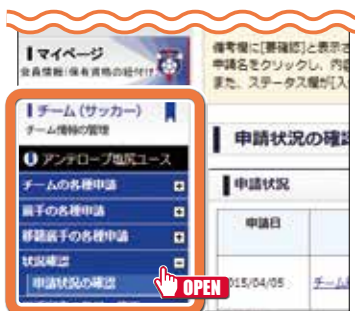 マイページ
会員情報・保有資格の紐付け
チーム（サッカー）
チーム情報の管理
アンテロープ塩尻ユース
チームの各種申請
選手の各種申請
移籍選手の各種申請
状況確認
申請状況の確認
OPEN
備考欄に[要確認]と表示さ
申請名をクリックし、内容
また、ステータス欄が[入
申請状況の確認
申請状況
申請日
2015/04/05
チーム